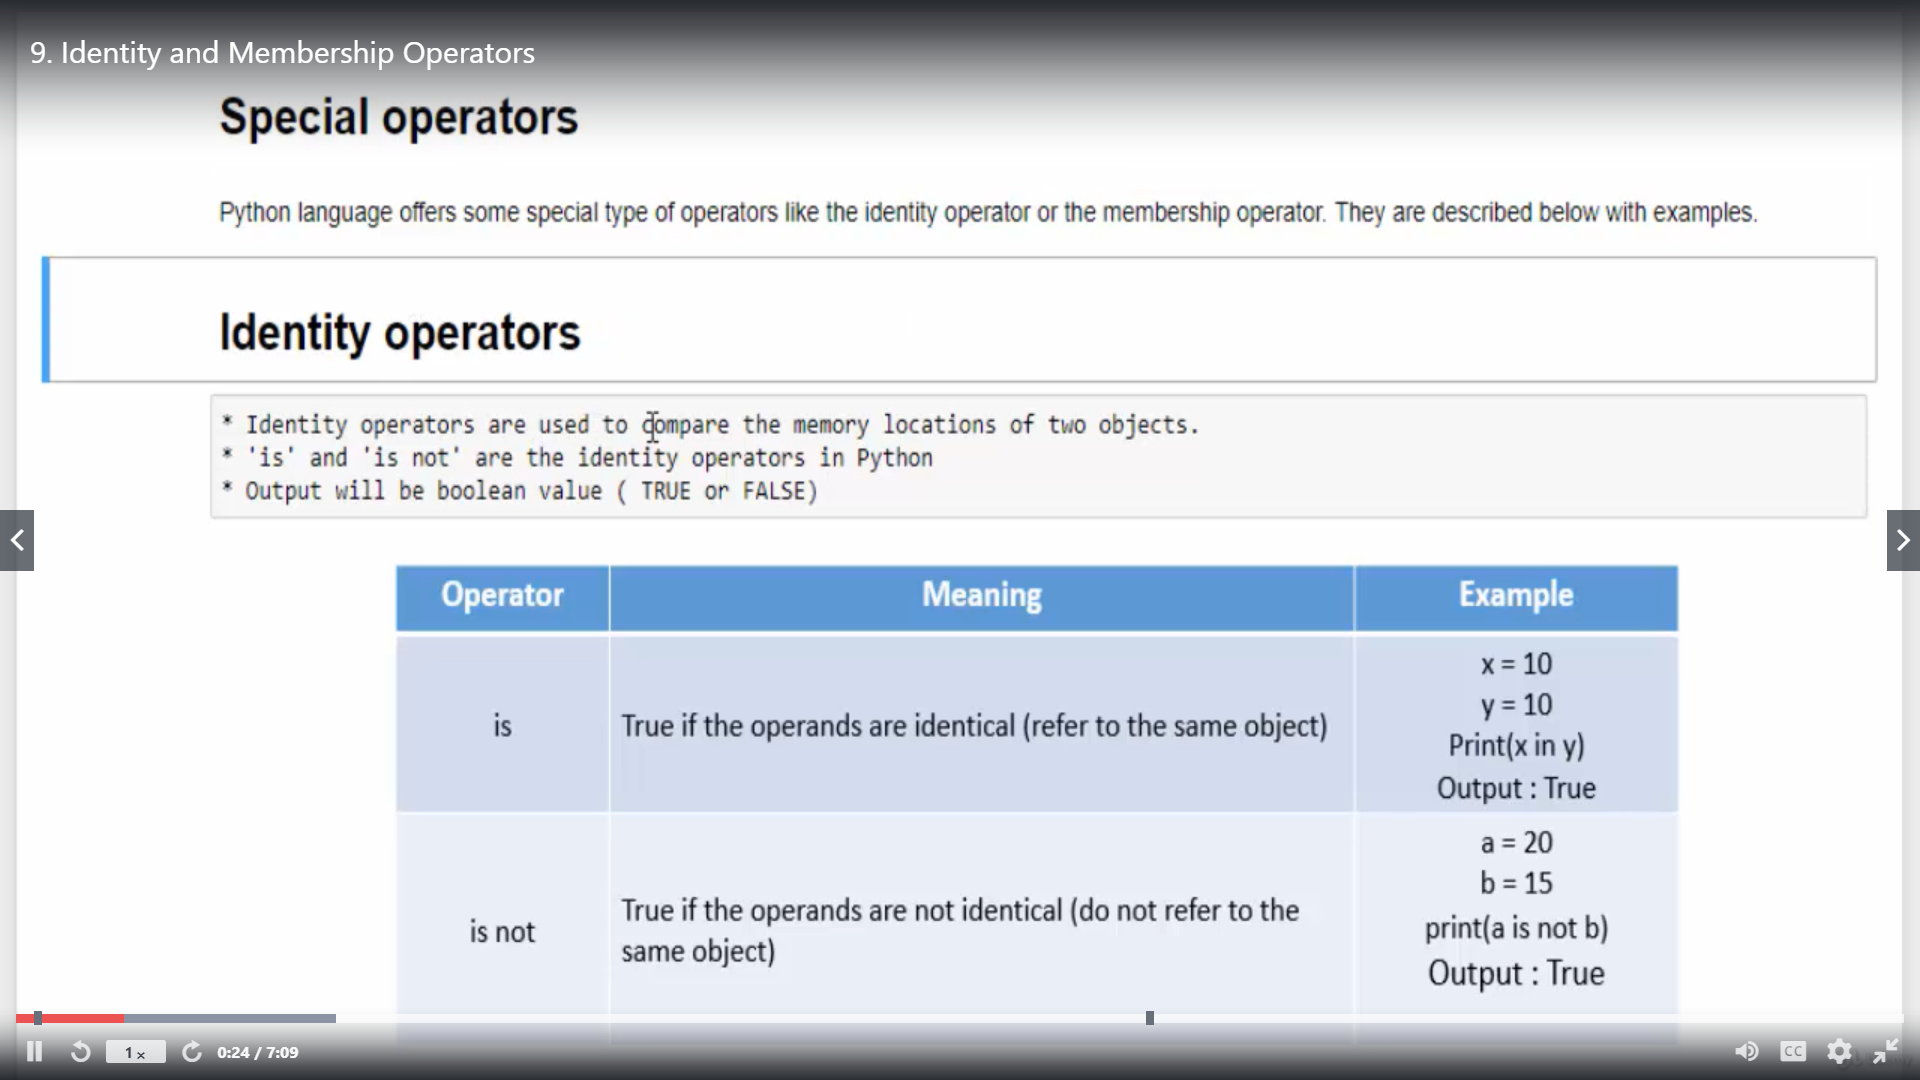 9. Identity and Membership Operators
Special operators
Python language offers some special type of operators like the identity operator or the membership operator. They are described below with examples.
Identity operators
* Identity operators are used to compare the memory locations of two objects.
* 'is' and 'is not' are the identity operators in Python
* Output will be boolean value ( TRUE or FALSE)
Operator Meaning Example
is
True if the operands are identical (refer to the same object)
x = 10
y = 10
Print(x in y)
Output : True
is not
True if the operands are not identical (do not refer to the
same object)
a = 20
b = 15
print(a is not b)
Output : True
1 x
0:24 / 7:09
CC